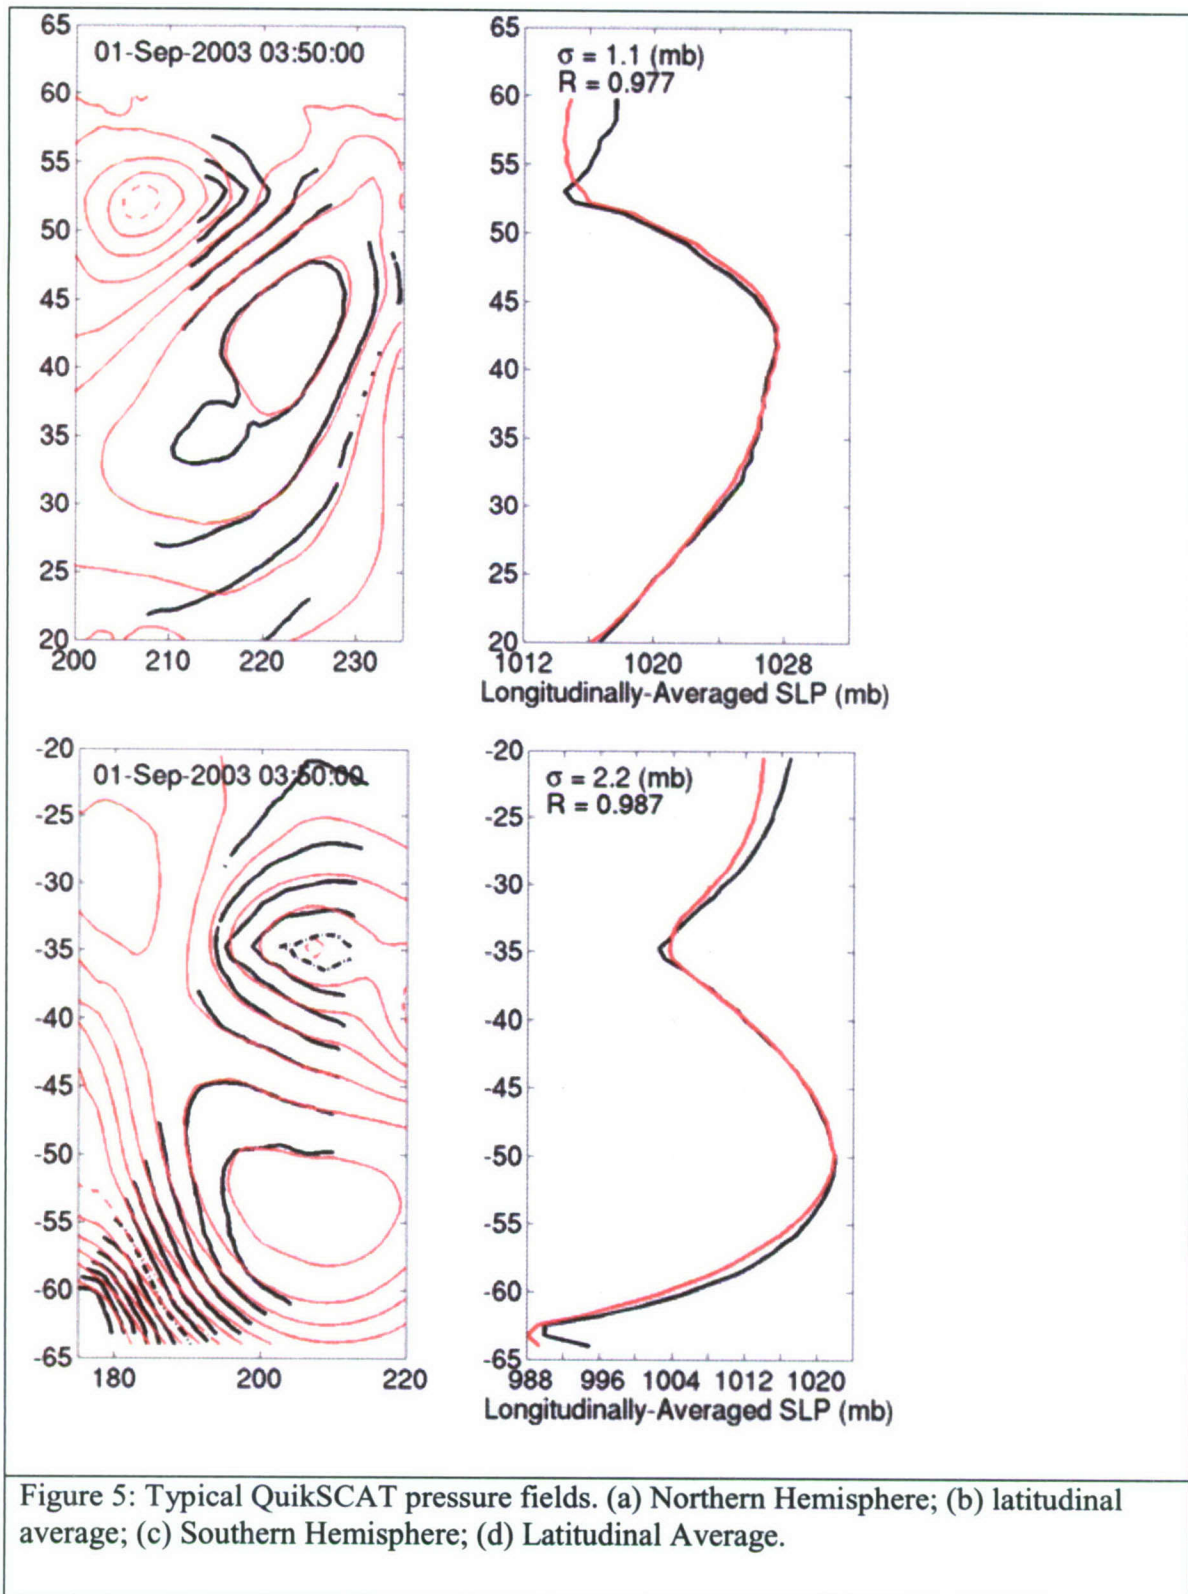 65
60
55
50
45
40
35
30
25
20
01-Sep-2003 03:50:00
200 210 220 230
65
60
55
50
45
40
35
30
25
20
σ = 1.1 (mb)
R = 0.977
1012 1020 1028
Longitudinally-Averaged SLP (mb)
-20
-25
-30
-35
-40
-45
-50
-55
-60
-65
01-Sep-2003 03:50:00
180 200 220
-20
-25
-30
-35
-40
-45
-50
-55
-60
-65
σ = 2.2 (mb)
R = 0.987
988 996 1004 1012 1020
Longitudinally-Averaged SLP (mb)
Figure 5: Typical QuikSCAT pressure fields. (a) Northern Hemisphere; (b) latitudinal
average; (c) Southern Hemisphere; (d) Latitudinal Average.